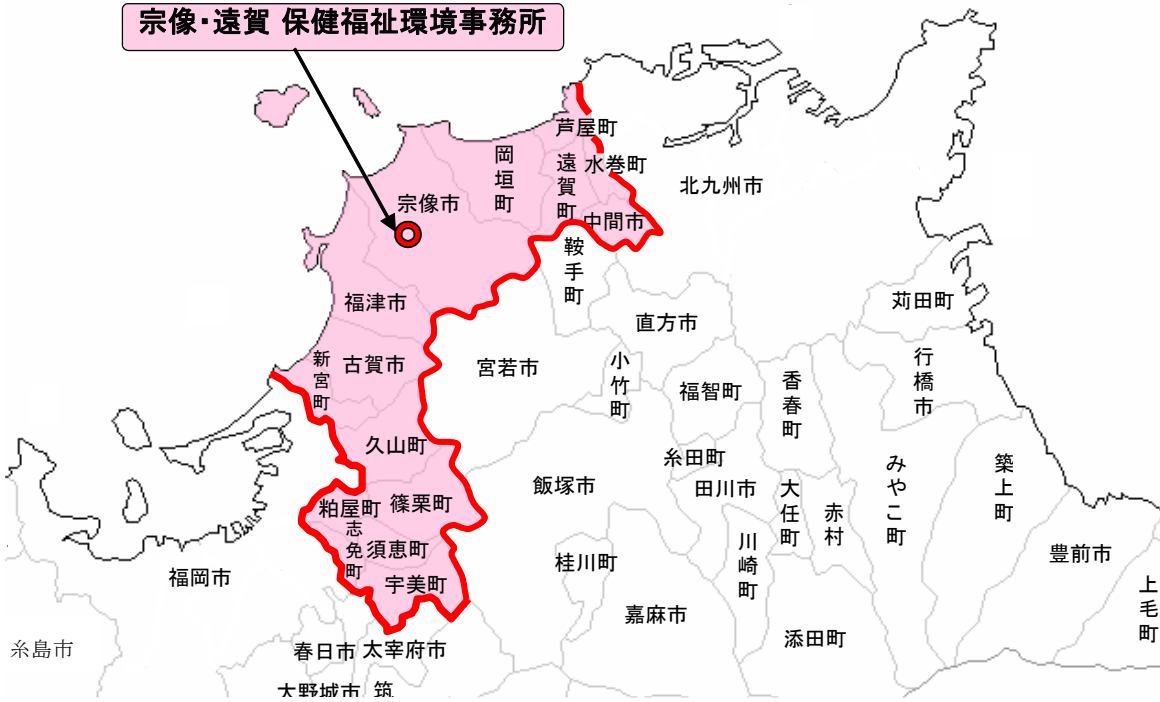 宗像・遠賀 保健福祉環境事務所
芦屋町
水巻町
岡垣町
遠賀町
宗像市
中間市
北九州市
鞍手町
福津市
直方市
苅田町
新宮町
古賀市
宮若市
小竹町
福智町
香春町
行橋市
久山町
糸田町
飯塚市
田川市
大任町
赤村
みやこ町
築上町
粕屋町
篠栗町
志免町
須恵町
宇美町
川崎町
桂川町
豊前市
福岡市
嘉麻市
添田町
上毛町
糸島市
春日市
太宰府市
大野城市
筑